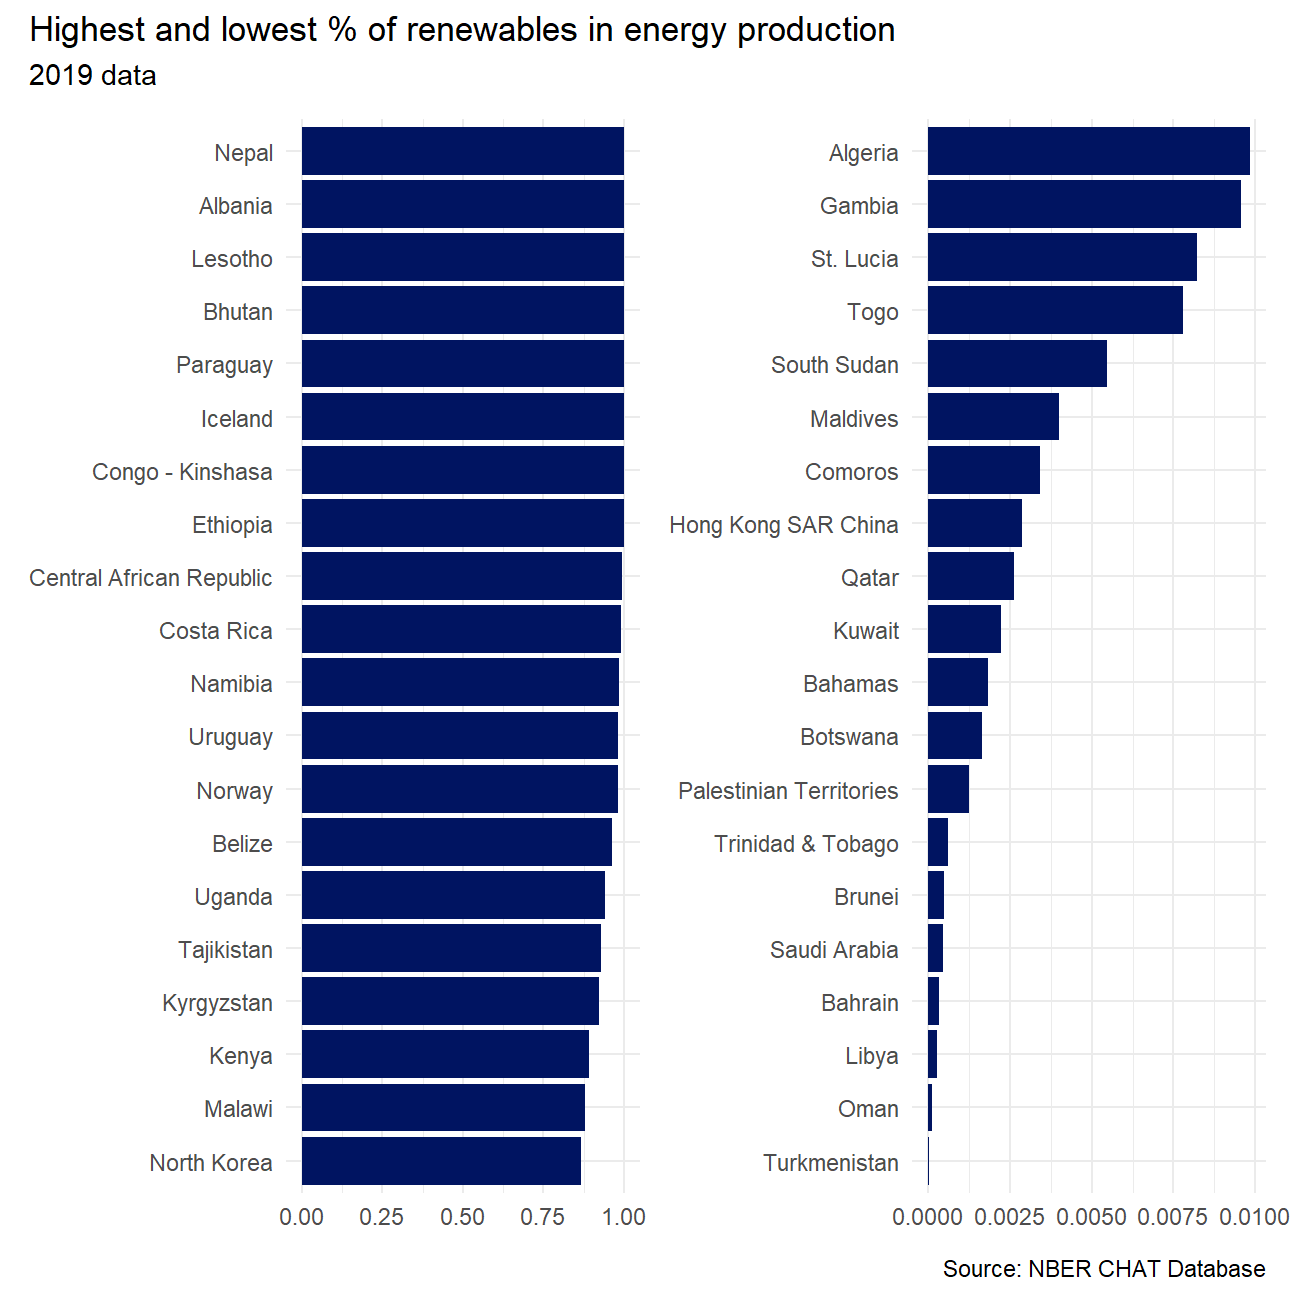 Highest and lowest % of renewables in energy production
2019 data
Nepal
Albania
Lesotho
Bhutan
Paraguay
Iceland
Congo - Kinshasa
Ethiopia
Central African Republic
Costa Rica
Namibia
Uruguay
Norway
Belize
Uganda
Tajikistan
Kyrgyzstan
Kenya
Malawi
North Korea
0.00 0.25 0.50 0.75 1.00
Algeria
Gambia
St. Lucia
Togo
South Sudan
Maldives
Comoros
Hong Kong SAR China
Qatar
Kuwait
Bahamas
Botswana
Palestinian Territories
Trinidad & Tobago
Brunei
Saudi Arabia
Bahrain
Libya
Oman
Turkmenistan
0.0000 0.0025 0.0050 0.0075 0.0100
Source: NBER CHAT Database